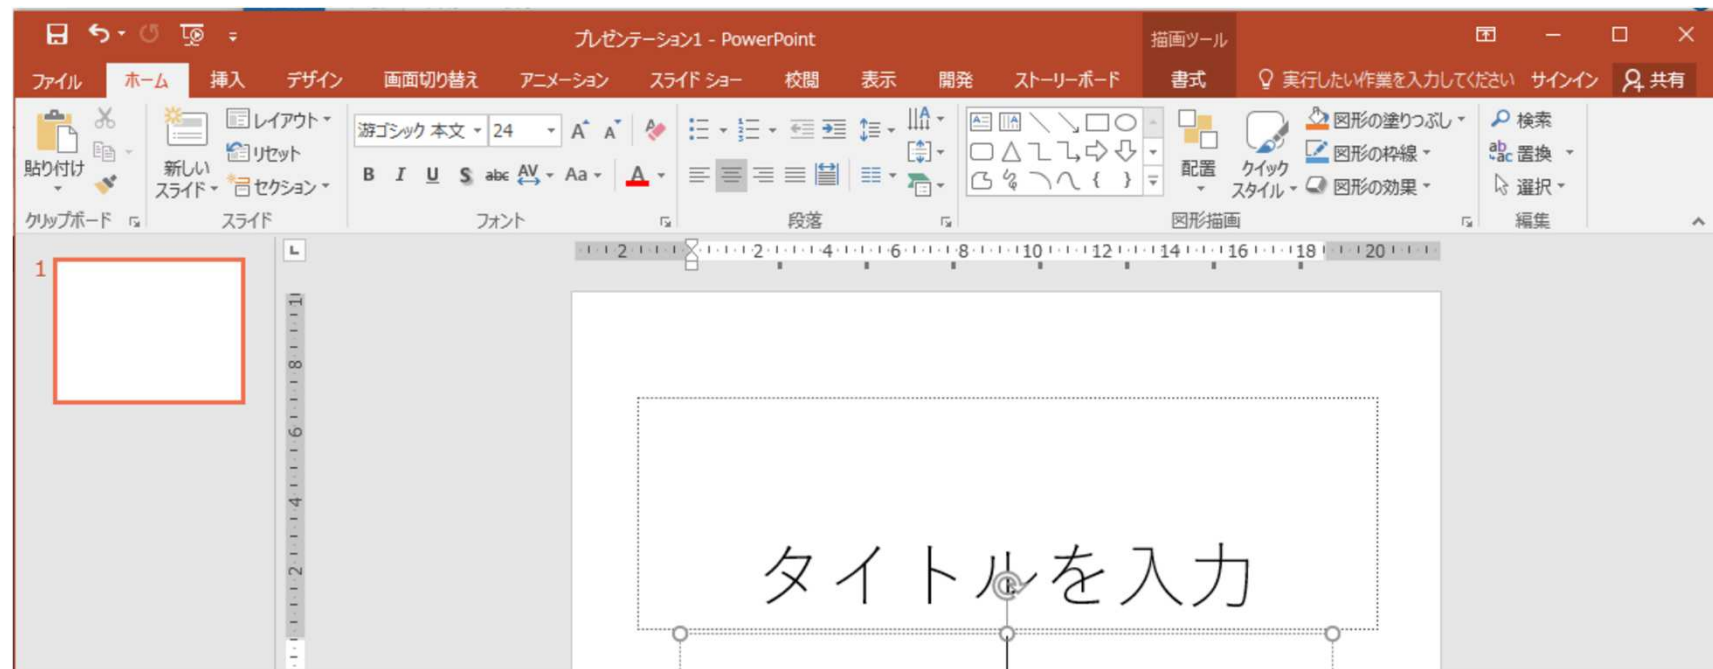 プレゼンテーション1 - PowerPoint
描画ツール
ファイル ホーム 挿入 デザイン 画面切り替え アニメーション スライド ショー 校閲 表示 開発 ストーリーボード 書式 実行したい作業を入力してください サインイン 共有
貼り付け
クリップボード
新しい
スライド
レイアウト
リセット
セクション
スライド
游ゴシック 本文 24 A A A
B I U S abc AV Aa A
フォント
段落
配置
クイック
スタイル
図形の塗りつぶし
図形の枠線
図形の効果
図形描画
検索
abac 置換
選択
編集
1
L
2 2 4 6 8 10 12 14 16 18 20
8
6
4
2
タイトルを入力